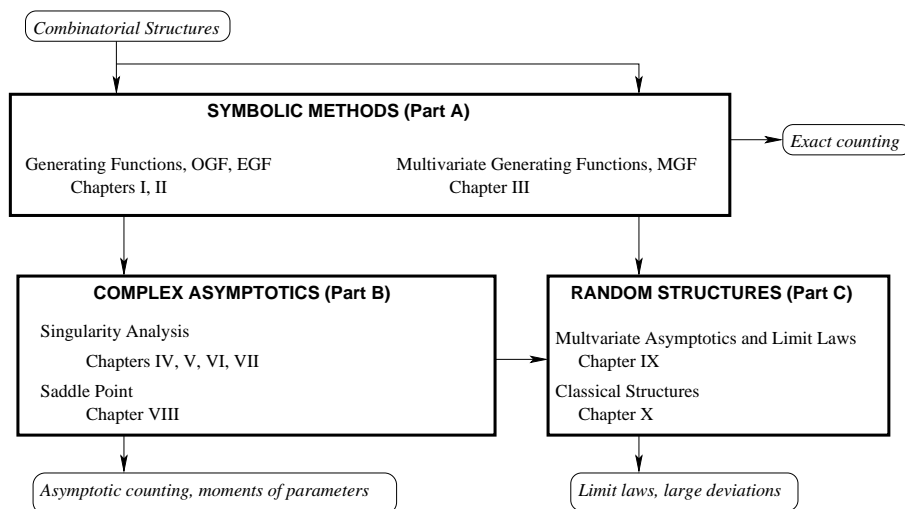 Combinatorial Structures
SYMBOLIC METHODS (Part A)
Generating Functions, OGF, EGF
Chapters I, II
Multivariate Generating Functions, MGF
Chapter III
Exact counting
COMPLEX ASYMPTOTICS (Part B)
Singularity Analysis
Chapters IV, V, VI, VII
Saddle Point
Chapter VIII
RANDOM STRUCTURES (Part C)
Multvariate Asymptotics and Limit Laws
Chapter IX
Classical Structures
Chapter X
Asymptotic counting, moments of parameters
Limit laws, large deviations